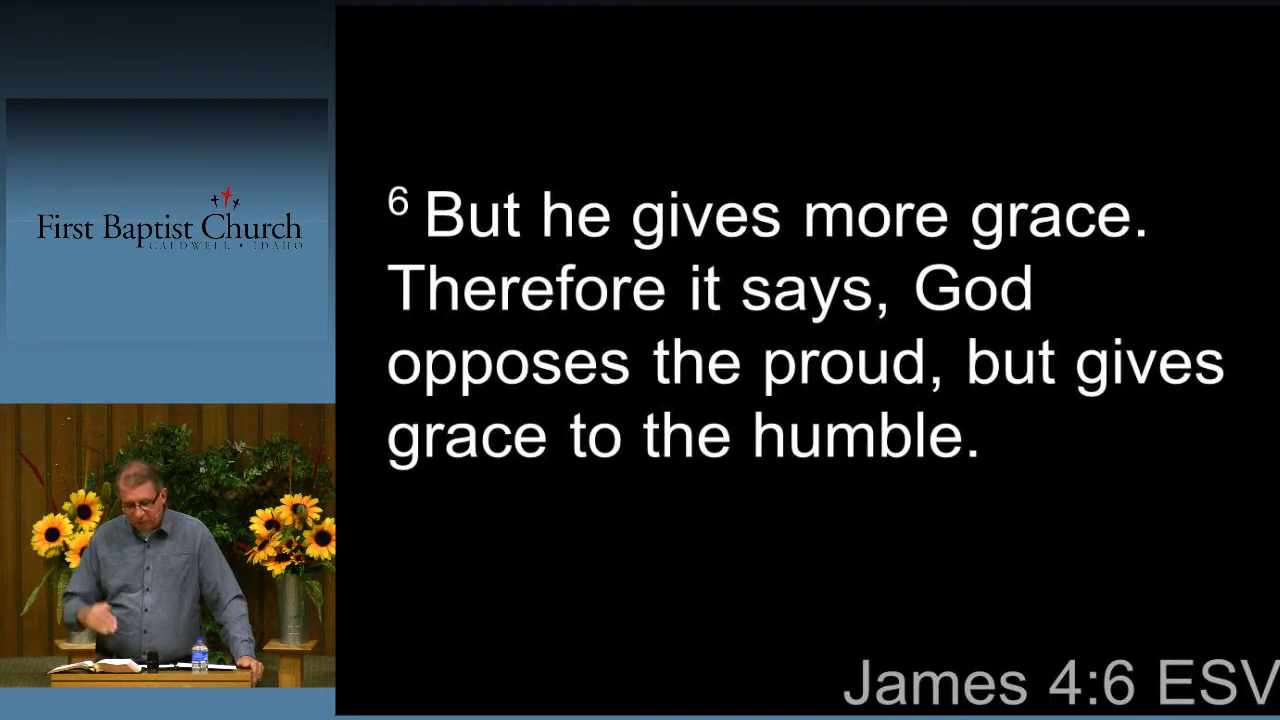 First Baptist Church
CALDWELL • IDAHO
6 But he gives more grace.
Therefore it says, God
opposes the proud, but gives
grace to the humble.
James 4:6 ESV